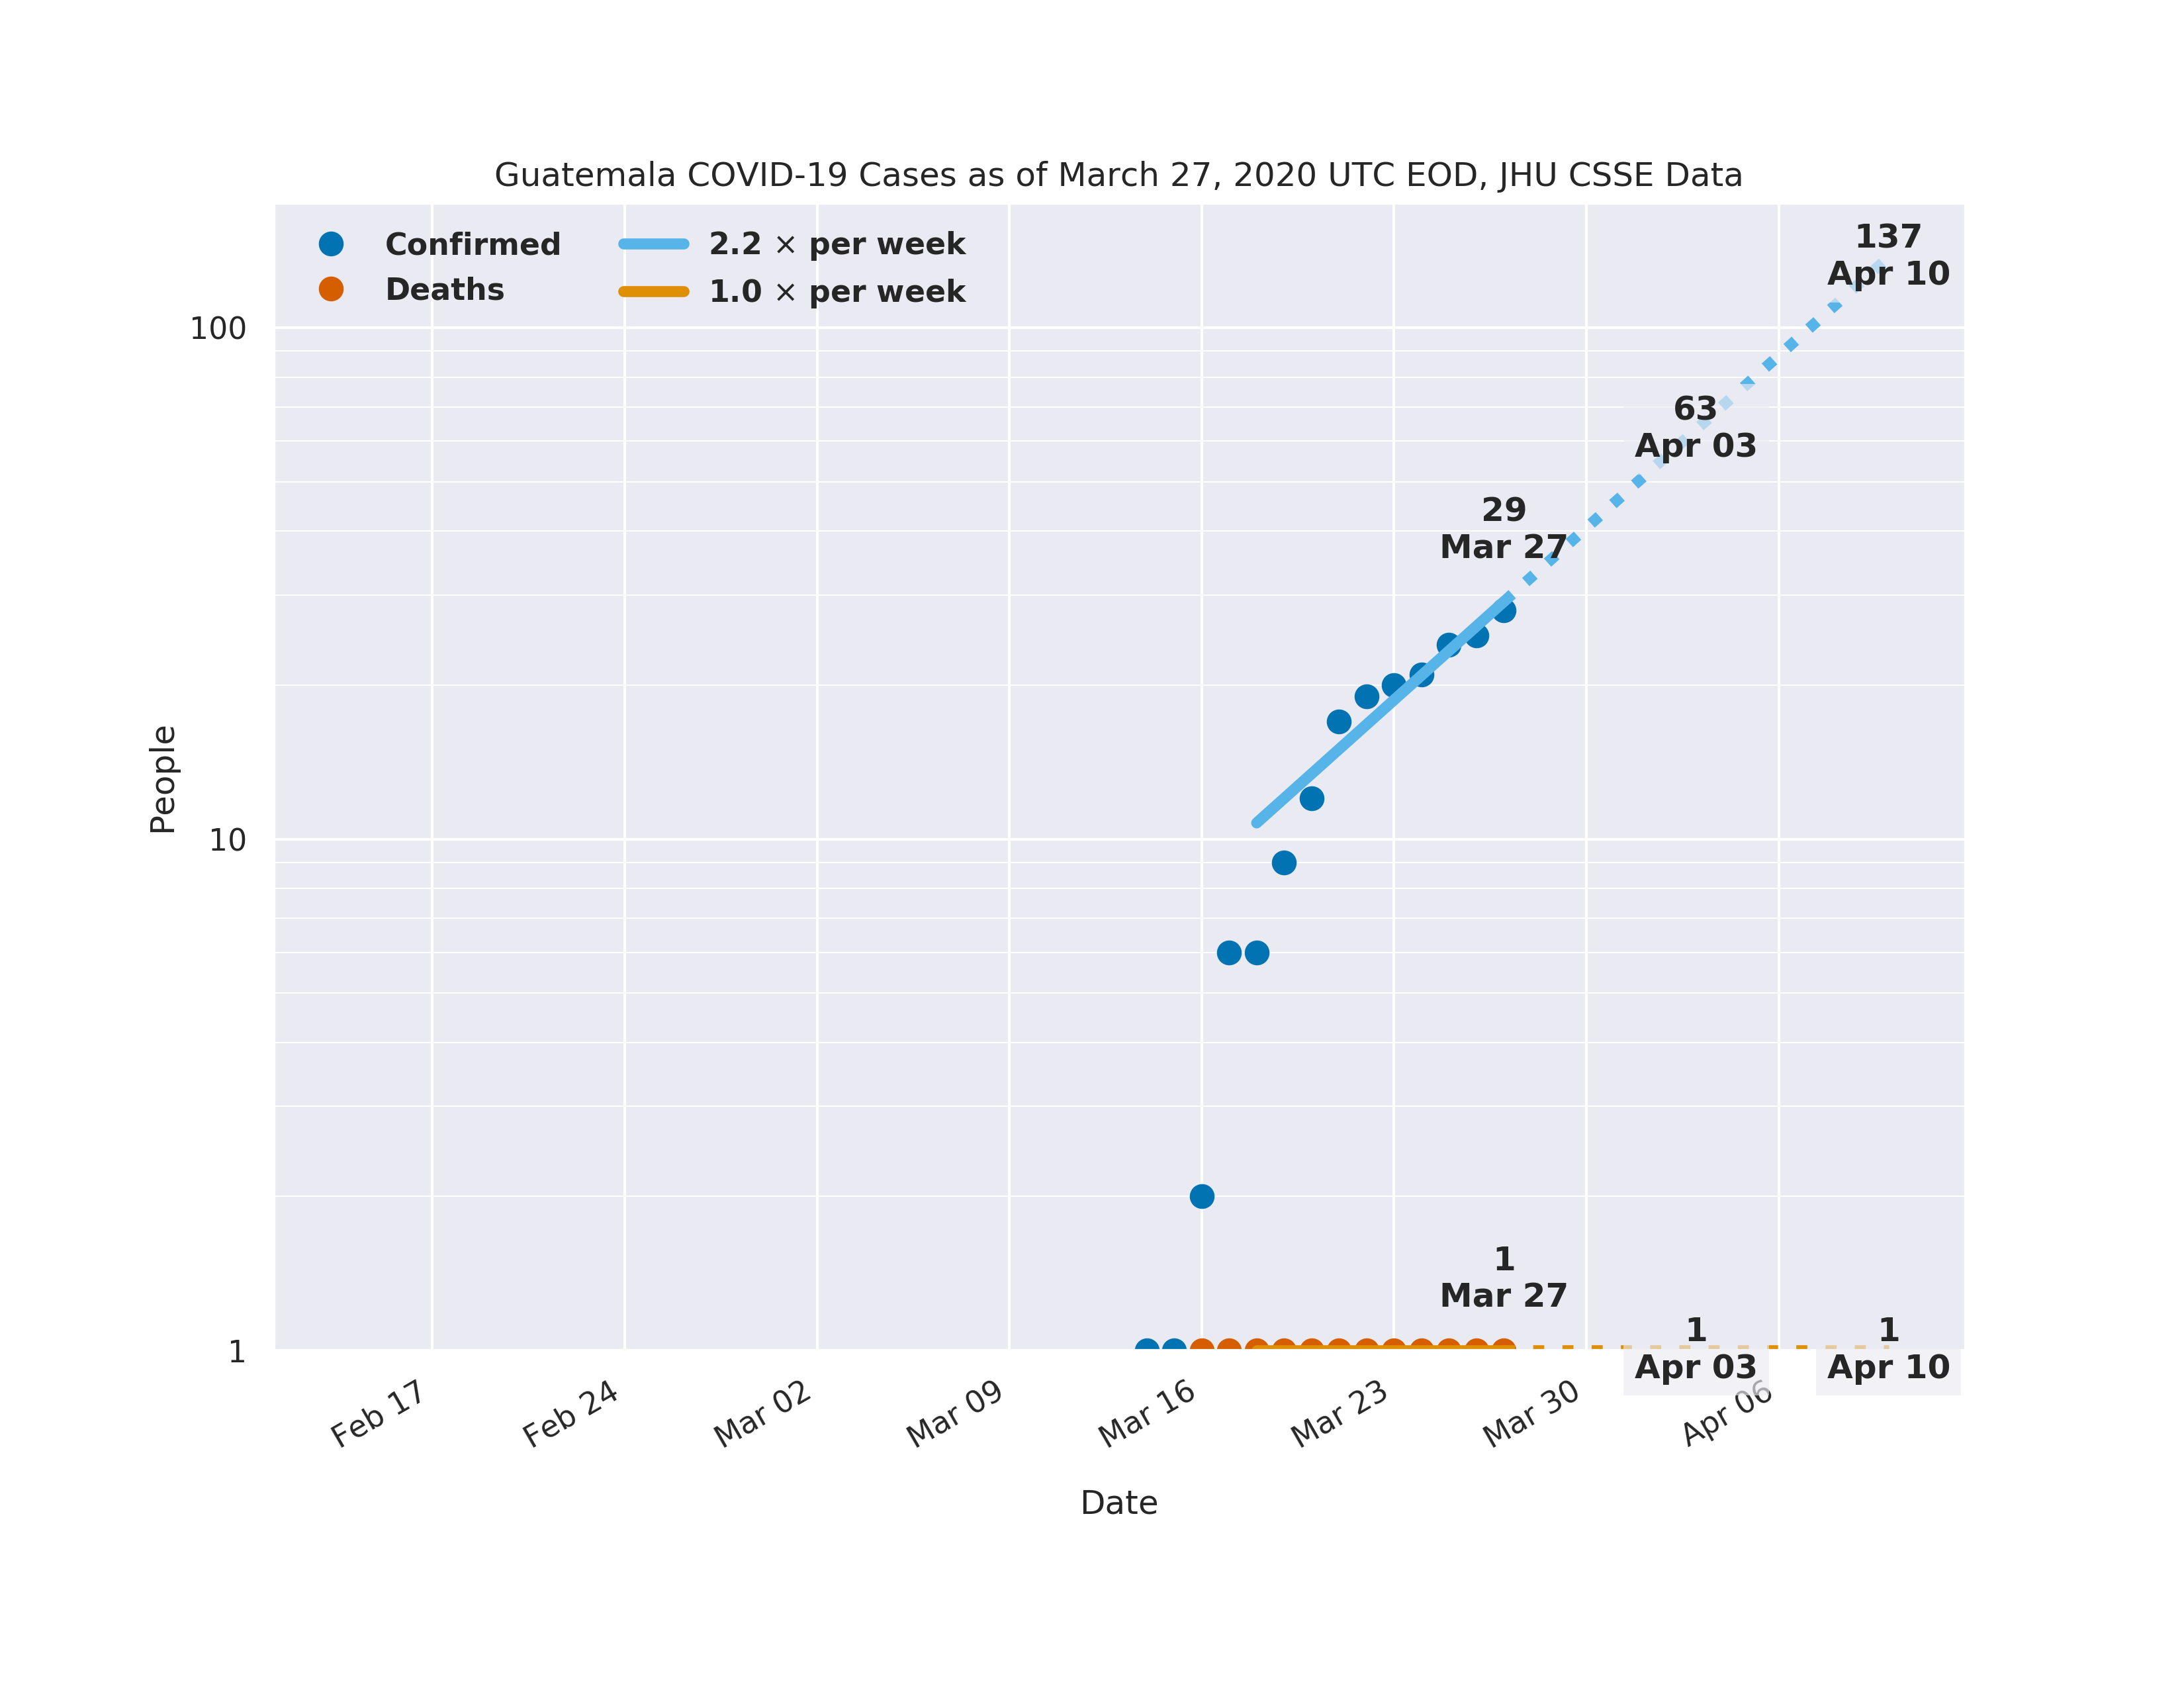 Guatemala COVID-19 Cases as of March 27, 2020 UTC EOD, JHU CSSE Data
Confirmed
Deaths
2.2 × per week
1.0 × per week
137
Apr 10
63
Apr 03
29
Mar 27
1
Mar 27
1
Apr 03
1
Apr 10
100
10
1
People
Feb 17
Feb 24
Mar 02
Mar 09
Mar 16
Mar 23
Mar 30
Apr 06
Date